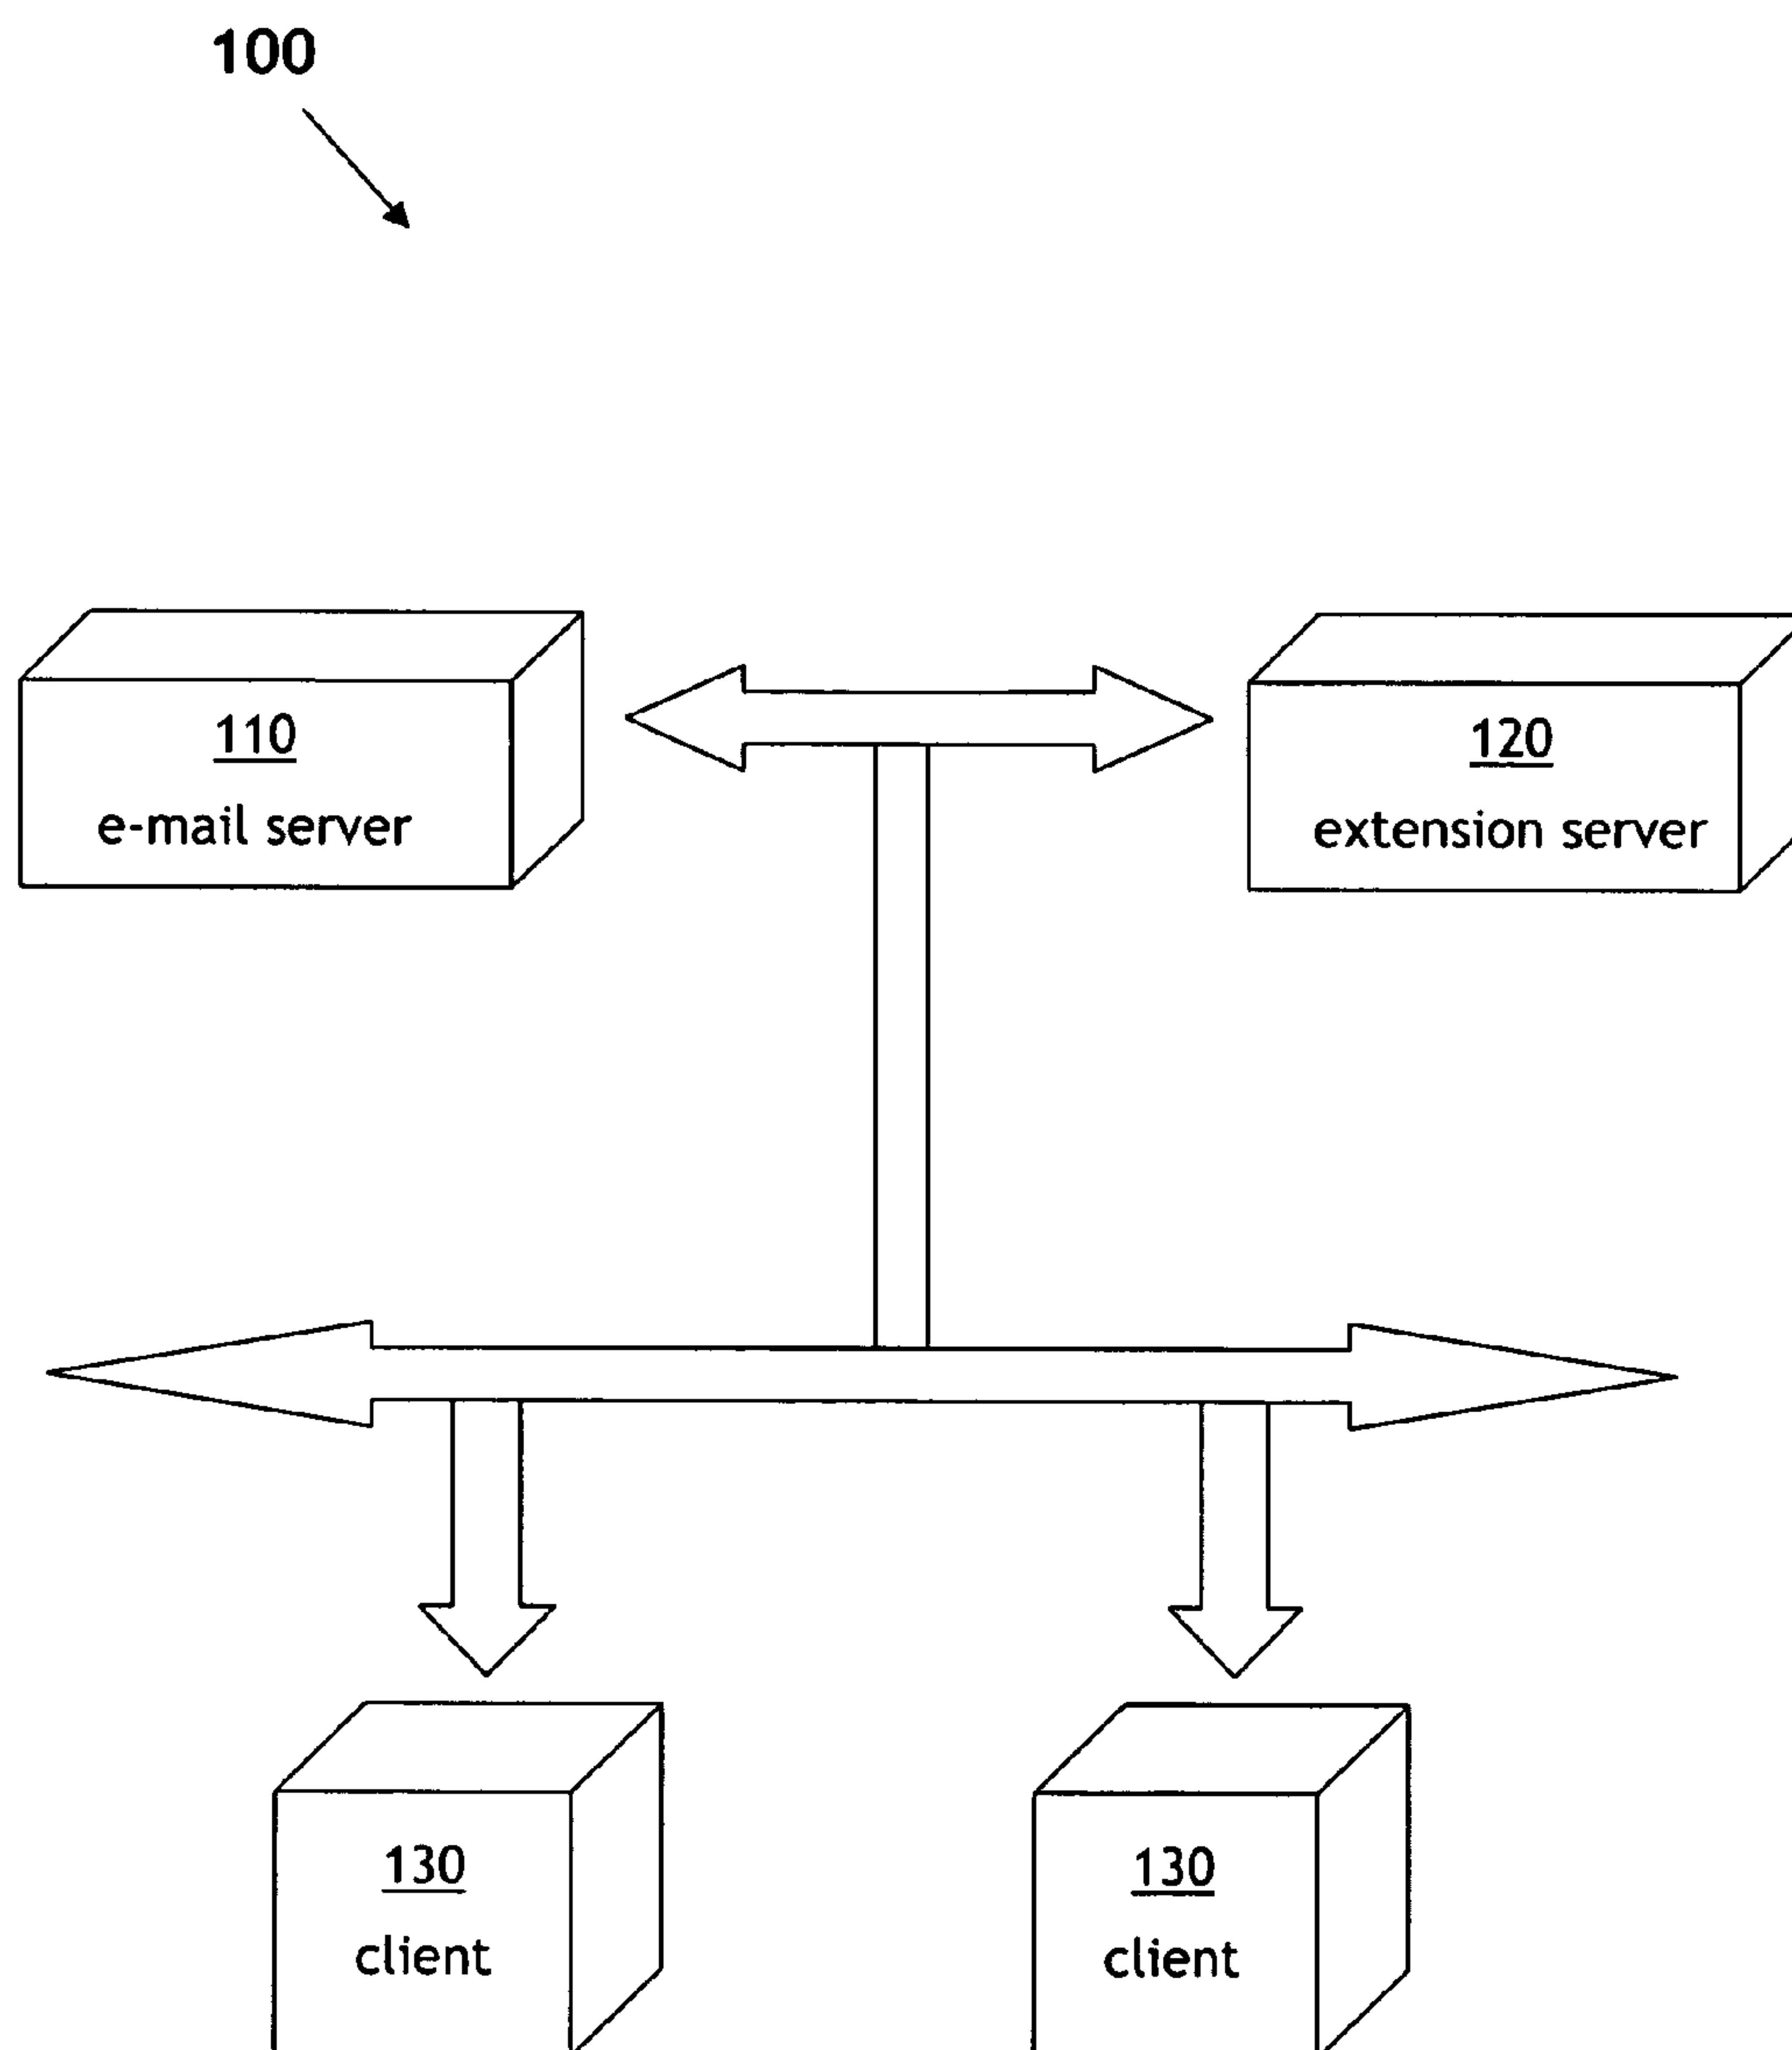 100
110
e-mail server
120
extension server
130
client
130
client